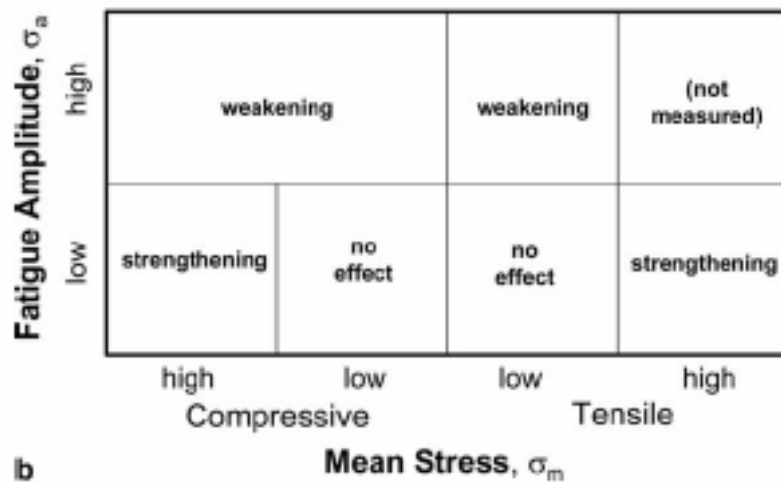 Fatigue Amplitude, σa
high
low
weakening
weakening
(not
measured)
strengthening
no
effect
no
effect
strengthening
high
low
low
high
Compressive
Tensile
b
Mean Stress, σm